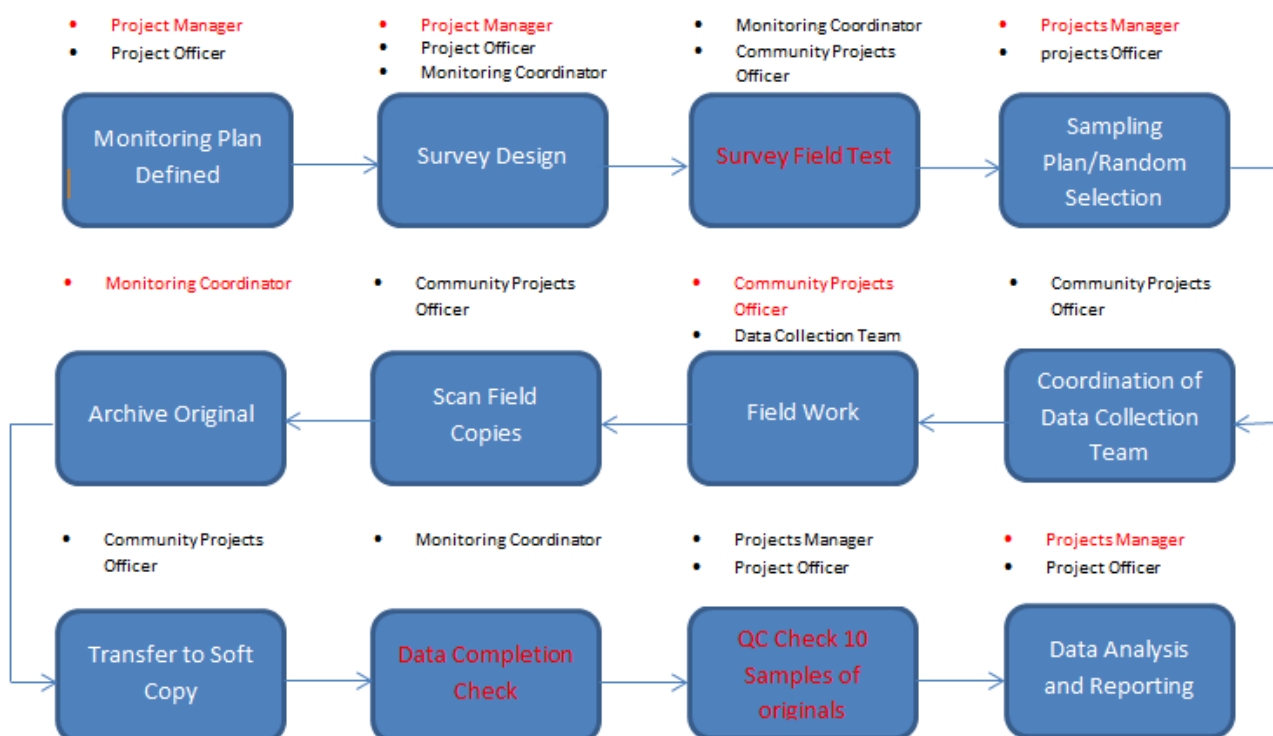 • Project Manager
• Project Officer
• Project Manager
• Project Officer
• Monitoring Coordinator
• Monitoring Coordinator
• Community Projects
Officer
• Projects Manager
• projects Officer
Monitoring Plan
Defined
Survey Design
Survey Field Test
Sampling
Plan/Random
Selection
• Monitoring Coordinator
• Community Projects
Officer
• Community Projects
Officer
• Data Collection Team
• Community Projects
Officer
Archive Original
Scan Field
Copies
Field Work
Coordination of
Data Collection
Team
• Community Projects
Officer
• Monitoring Coordinator
• Projects Manager
• Project Officer
• Projects Manager
• Project Officer
Transfer to Soft
Copy
Data Completion
Check
QC Check 10
Samples of
originals
Data Analysis
and Reporting